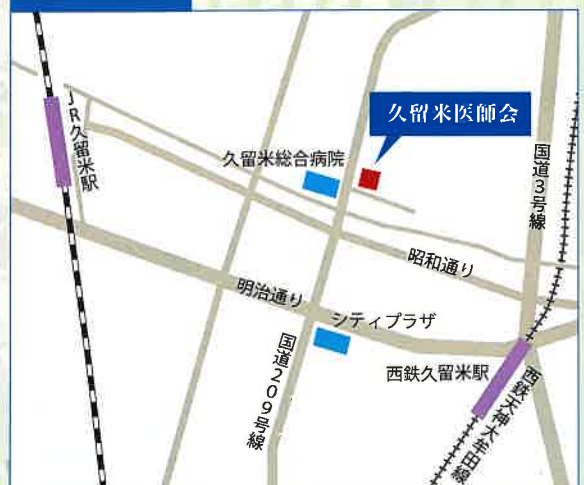 JR久留米駅
久留米医師会
久留米総合病院
国道3号線
昭和通り
明治通り
シティプラザ
国道209号線
西鉄久留米駅
西鉄天神大牟田線